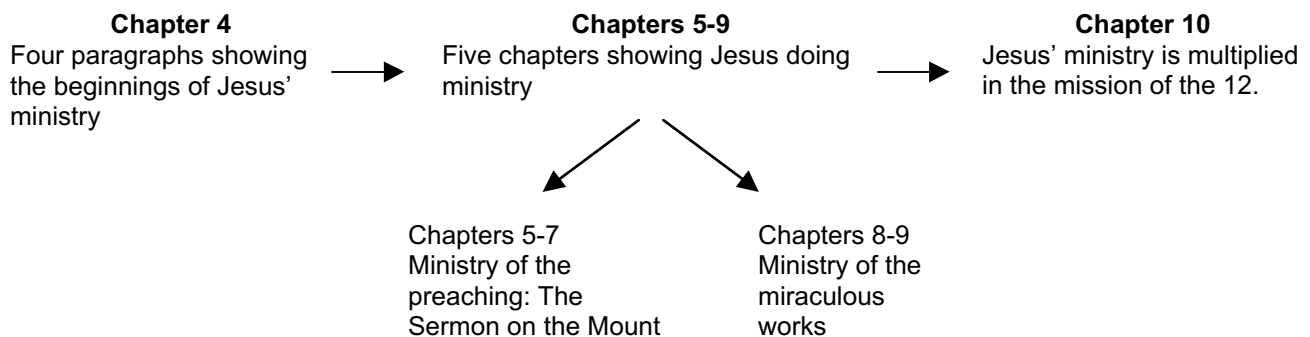 Chapter 4
Four paragraphs showing
the beginnings of Jesus’
ministry
Chapters 5-9
Five chapters showing Jesus doing
ministry
Chapter 10
Jesus’ ministry is multiplied
in the mission of the 12.
Chapters 5-7
Ministry of the
preaching: The
Sermon on the Mount
Chapters 8-9
Ministry of the
miraculous
works